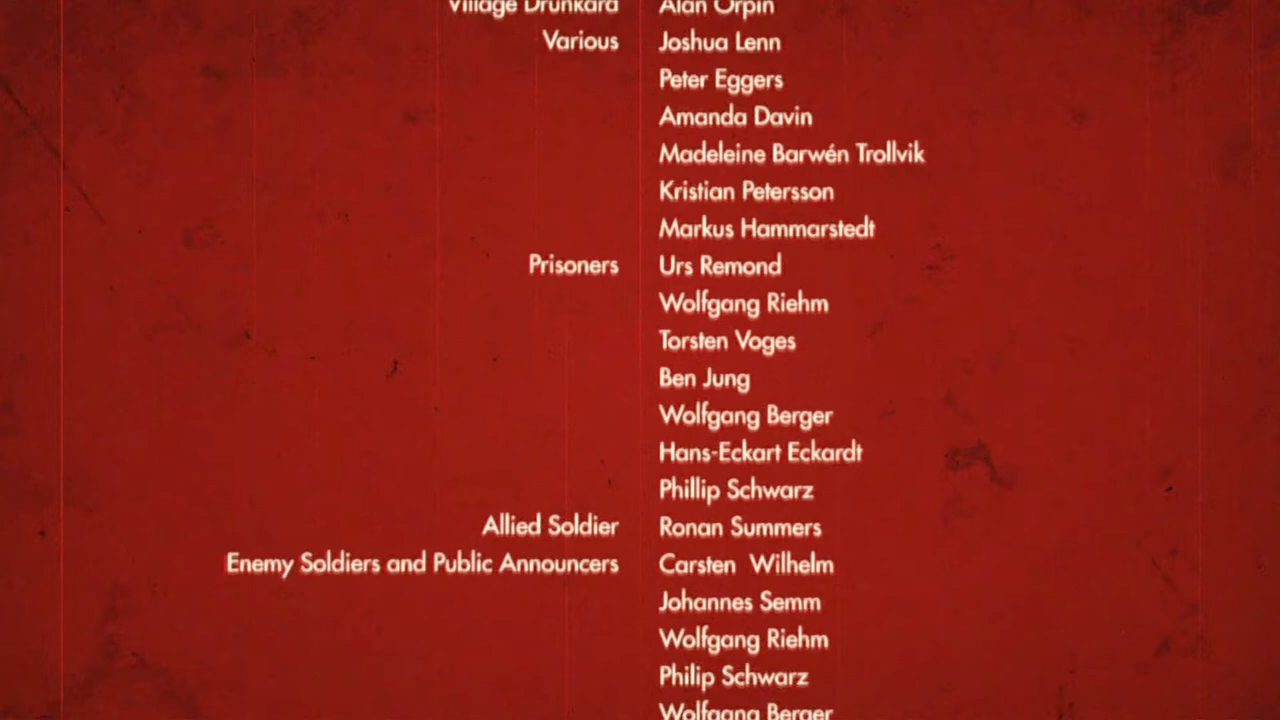 Village Drunkard Alan Orpin
Various Joshua Lenn
Peter Eggers
Amanda Davin
Madeleine Barwén Trollvik
Kristian Petersson
Markus Hammarstedt
Prisoners Urs Remond
Wolfgang Riehm
Torsten Voges
Ben Jung
Wolfgang Berger
Hans-Eckart Eckardt
Phillip Schwarz
Allied Soldier Ronan Summers
Enemy Soldiers and Public Announcers Carsten Wilhelm
Johannes Semm
Wolfgang Riehm
Philip Schwarz
Wolfgang Berger